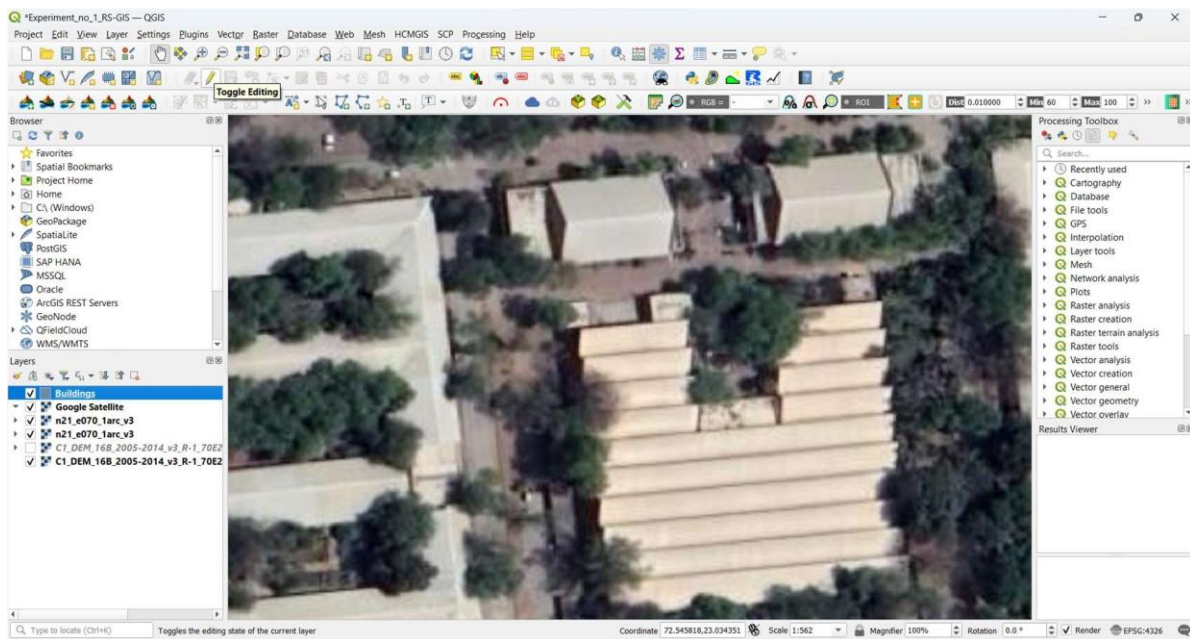 *Experiment_no_1_RS-GIS — QGIS
Project Edit View Layer Settings Plugins Vector Raster Database Web Mesh HCMGIS SCP Processing Help
Toggle Editing
RGB = -
ROI
Dist 0.010000
Min 60
Max 100
Browser
Favorites
Spatial Bookmarks
Project Home
Home
C:\ (Windows)
GeoPackage
SpatiaLite
PostGIS
SAP HANA
MSSQL
Oracle
ArcGIS REST Servers
GeoNode
QFieldCloud
WMS/WMTS
Layers
Buildings
Google Satellite
n21_e070_1arc_v3
n21_e070_1arc_v3
C1_DEM_16B_2005-2014_v3_R-1_70E2
C1_DEM_16B_2005-2014_v3_R-1_70E2
Processing Toolbox
Search...
Recently used
Cartography
Database
File tools
GPS
Interpolation
Layer tools
Mesh
Network analysis
Plots
Raster analysis
Raster creation
Raster terrain analysis
Raster tools
Vector analysis
Vector creation
Vector general
Vector geometry
Vector overlay
Results Viewer
Type to locate (Ctrl+K) Toggles the editing state of the current layer Coordinate 72.545818,23.034351 Scale 1:562 Magnifier 100% Rotation 0.0 ° Render EPSG:4326